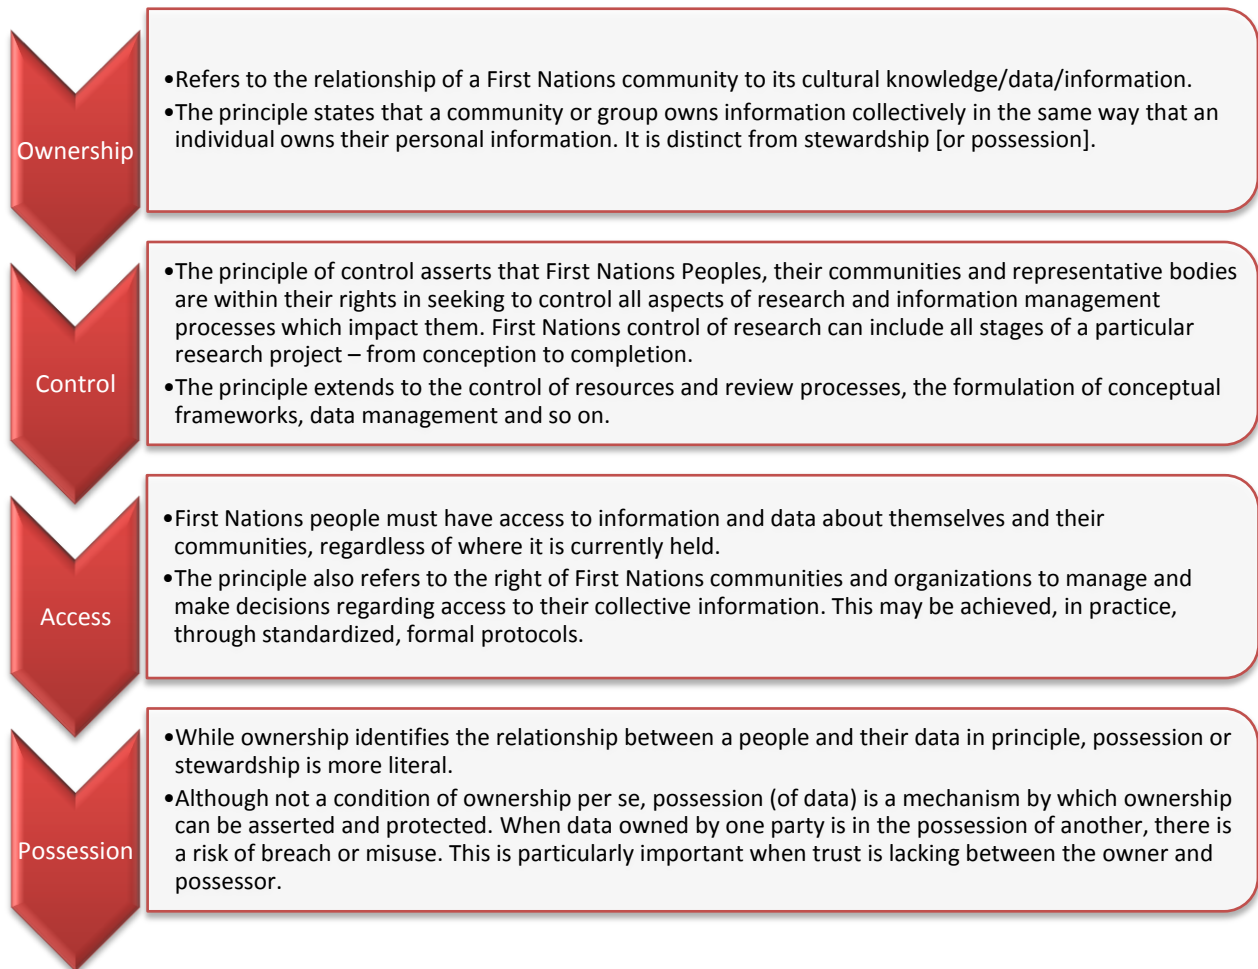 Ownership
•Refers to the relationship of a First Nations community to its cultural knowledge/data/information.
•The principle states that a community or group owns information collectively in the same way that an
individual owns their personal information. It is distinct from stewardship [or possession].
Control
•The principle of control asserts that First Nations Peoples, their communities and representative bodies
are within their rights in seeking to control all aspects of research and information management
processes which impact them. First Nations control of research can include all stages of a particular
research project – from conception to completion.
•The principle extends to the control of resources and review processes, the formulation of conceptual
frameworks, data management and so on.
Access
•First Nations people must have access to information and data about themselves and their
communities, regardless of where it is currently held.
•The principle also refers to the right of First Nations communities and organizations to manage and
make decisions regarding access to their collective information. This may be achieved, in practice,
through standardized, formal protocols.
Possession
•While ownership identifies the relationship between a people and their data in principle, possession or
stewardship is more literal.
•Although not a condition of ownership per se, possession (of data) is a mechanism by which ownership
can be asserted and protected. When data owned by one party is in the possession of another, there is
a risk of breach or misuse. This is particularly important when trust is lacking between the owner and
possessor.